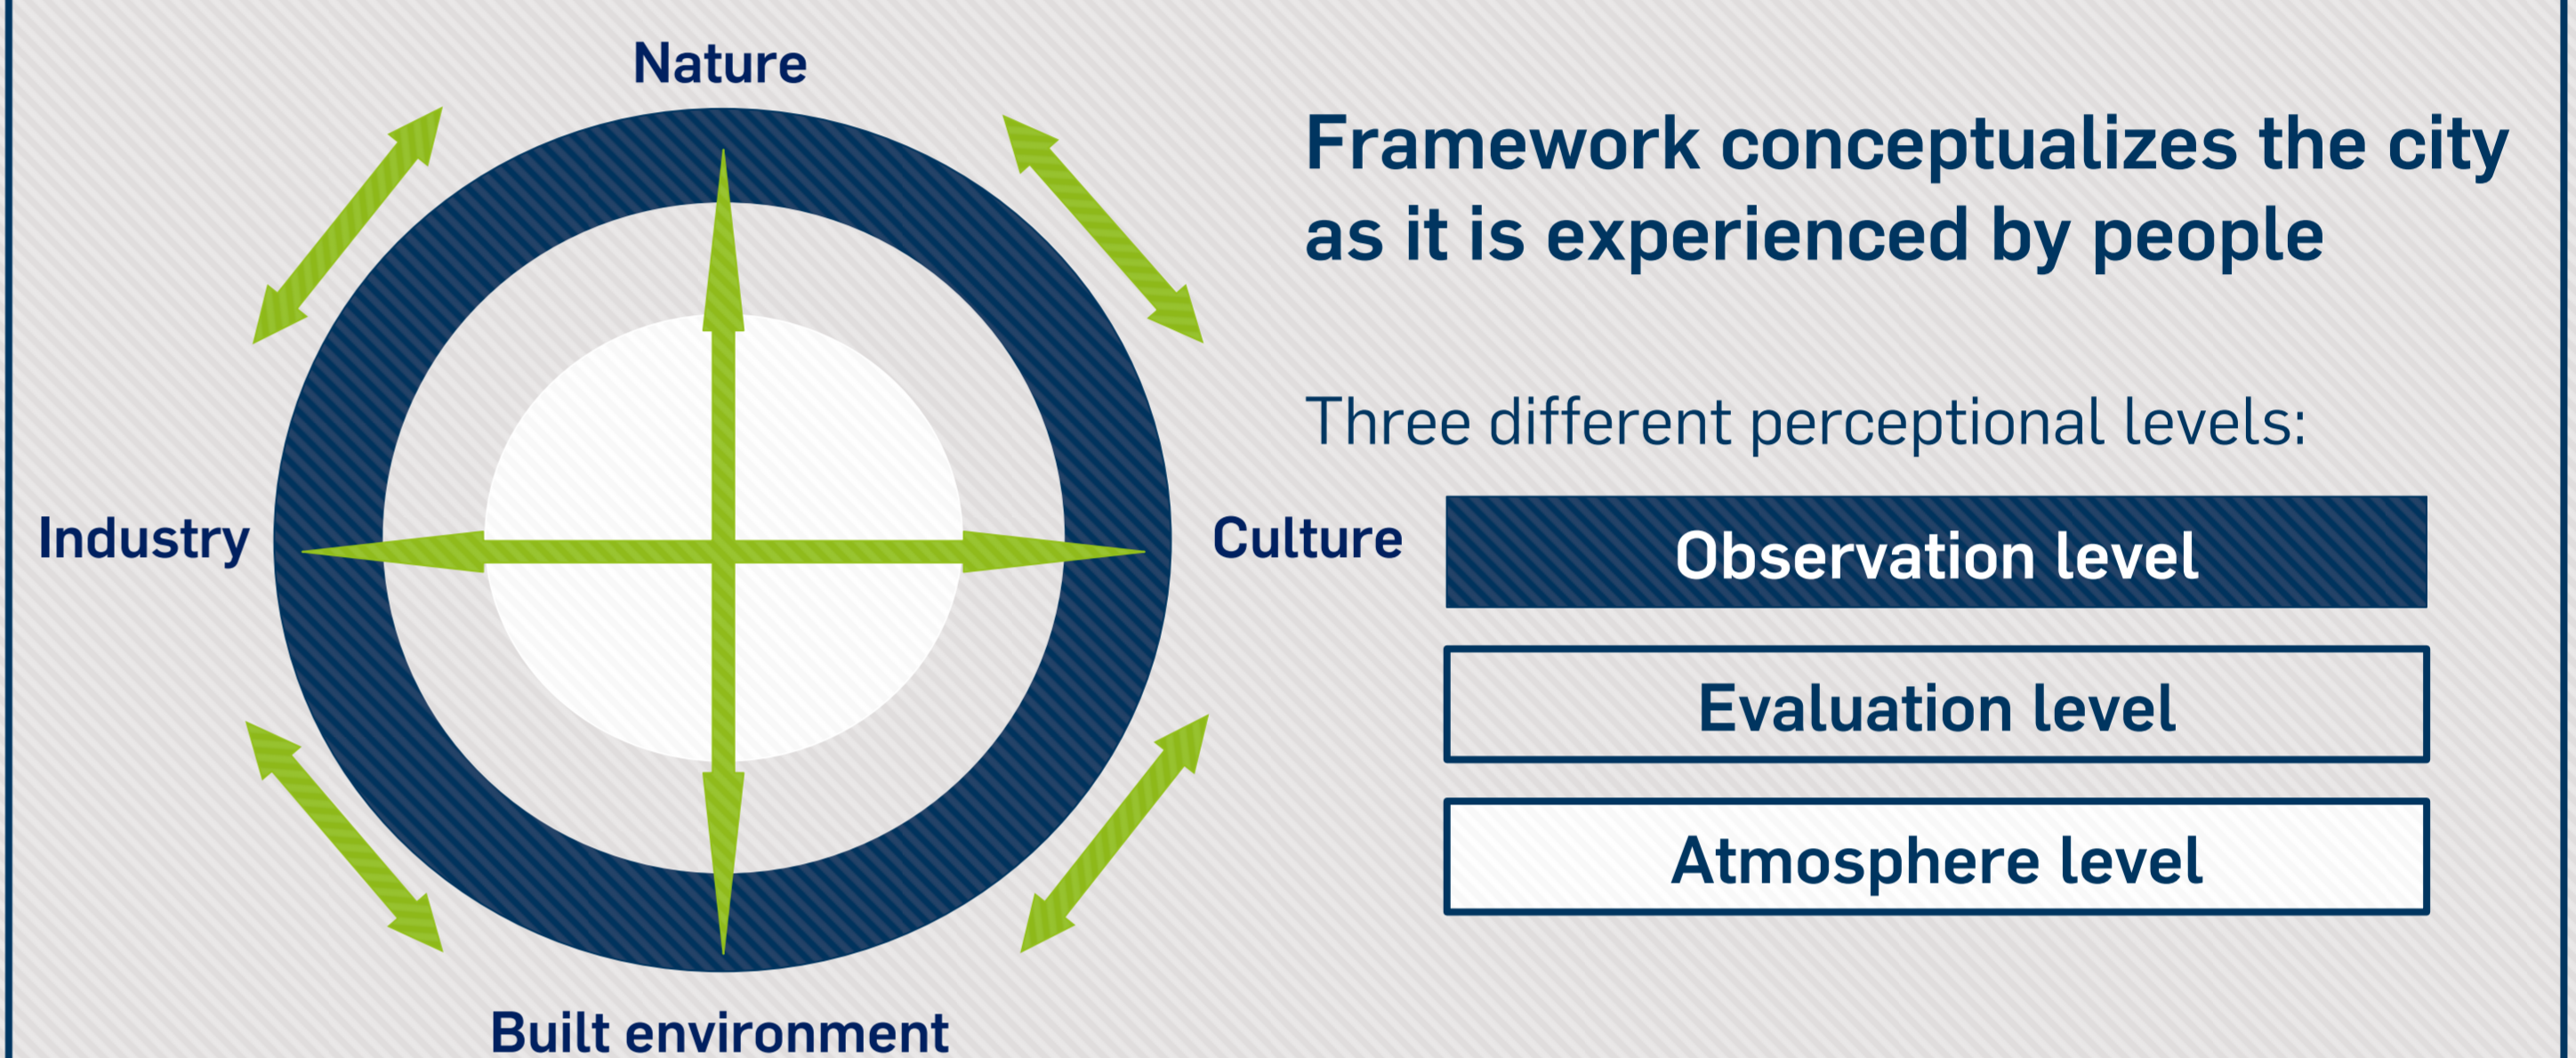 Nature
Industry
Culture
Built environment
Framework conceptualizes the city
as it is experienced by people
Three different perceptional levels:
Observation level
Evaluation level
Atmosphere level